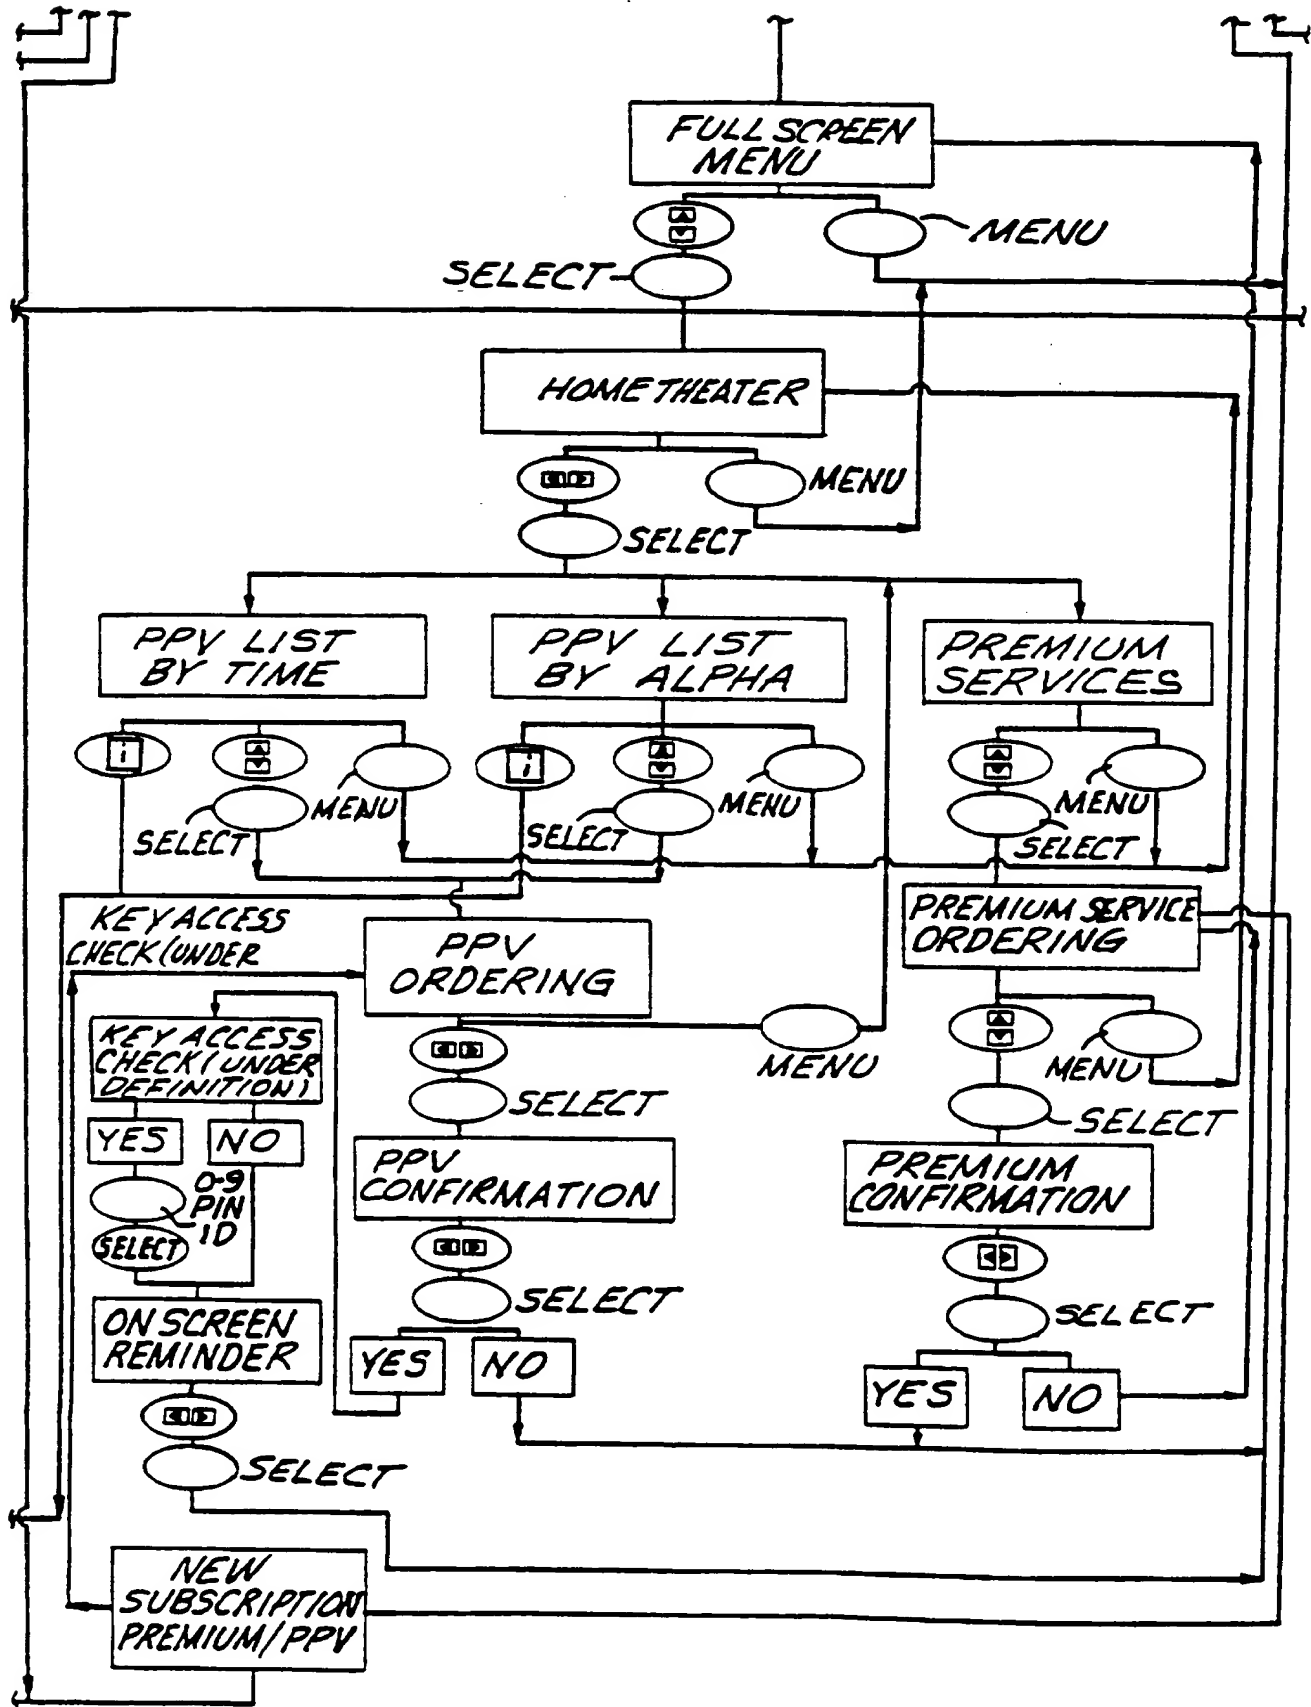 FULL SCREEN
MENU
MENU
SELECT
HOME THEATER
MENU
SELECT
PPV LIST
BY TIME
PPV LIST
BY ALPHA
PREMIUM
SERVICES
i
i
SELECT
MENU
SELECT
MENU
MENU
SELECT
KEY ACCESS
CHECK (UNDER
PPV
ORDERING
PREMIUM SERVICE
ORDERING
KEY ACCESS
CHECK (UNDER
DEFINITION)
MENU
MENU
SELECT
SELECT
YES
NO
PPV
CONFIRMATION
PREMIUM
CONFIRMATION
0-9
PIN
ID
SELECT
SELECT
SELECT
ON SCREEN
REMINDER
YES
NO
YES
NO
SELECT
NEW
SUBSCRIPTION
PREMIUM/PPV